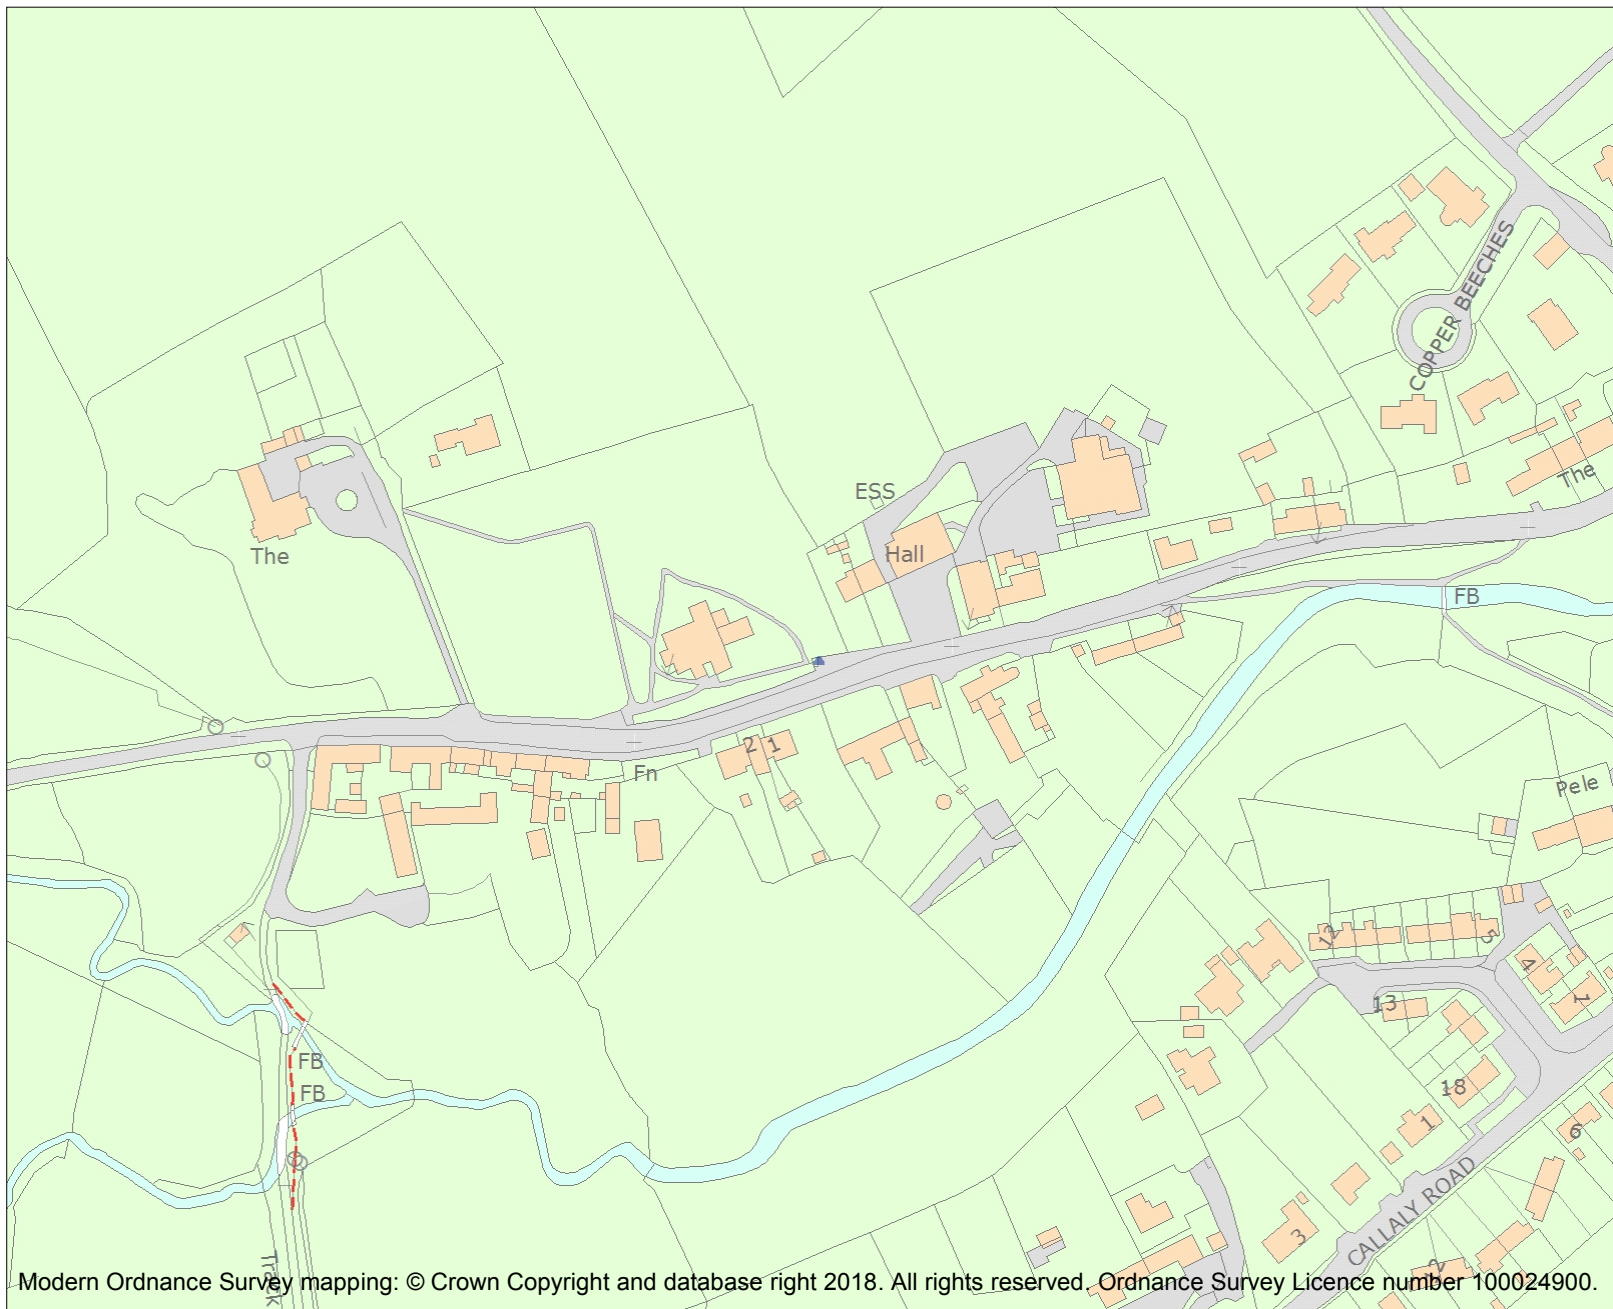 COPPER BEECHES
The
ESS
Hall
The
FB
2
1
Fn
Pele
12
5
4
1
13
FB
FB
18
1
6
3
CALLALY ROAD
Track
Modern Ordnance Survey mapping: © Crown Copyright and database right 2018. All rights reserved. Ordnance Survey Licence number 100024900.